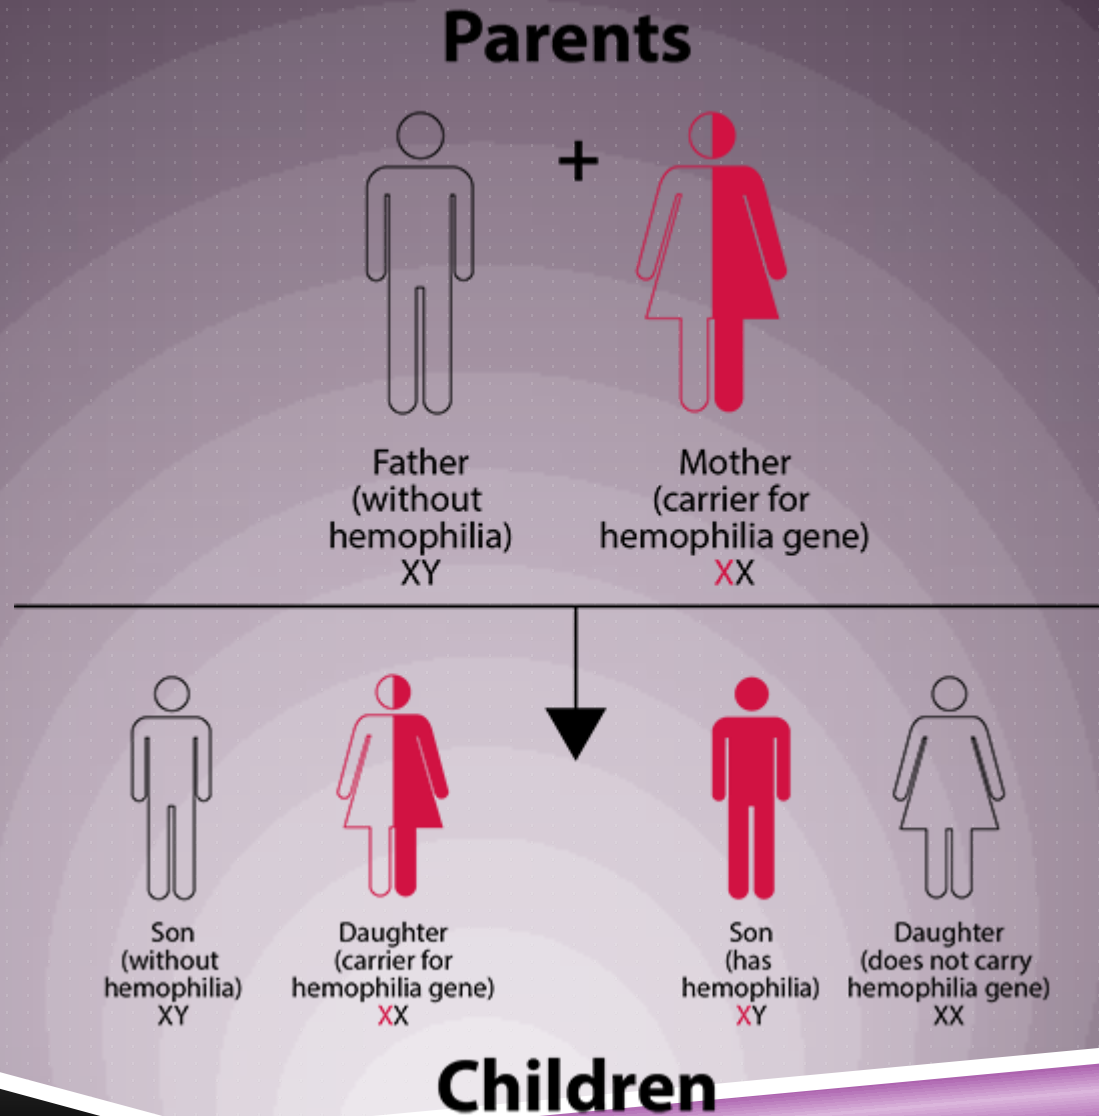 Parents
+
Father
(without
hemophilia)
XY
Mother
(carrier for
hemophilia gene)
XX
Son
(without
hemophilia)
XY
Daughter
(carrier for
hemophilia gene)
XX
Son
(has
hemophilia)
XY
Daughter
(does not carry
hemophilia gene)
XX
Children